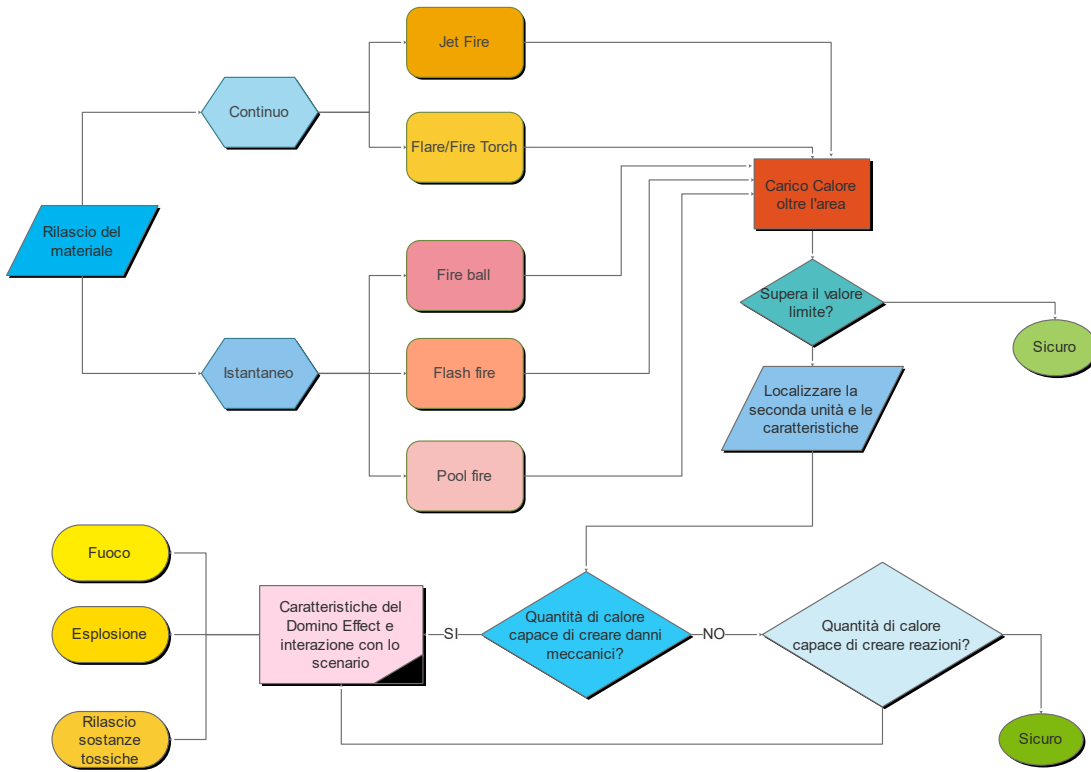 Jet Fire
Continuo
Flare/Fire Torch
Carico Calore
oltre l'area
Rilascio del
materiale
Fire ball
Supera il valore
limite?
Sicuro
Istantaneo
Flash fire
Localizzare la
seconda unità e le
caratteristiche
Pool fire
Fuoco
Esplosione
Rilascio
sostanze
tossiche
Caratteristiche del
Domino Effect e
interazione con lo
scenario
SI
Quantità di calore
capace di creare danni
meccanici?
NO
Quantità di calore
capace di creare reazioni?
Sicuro